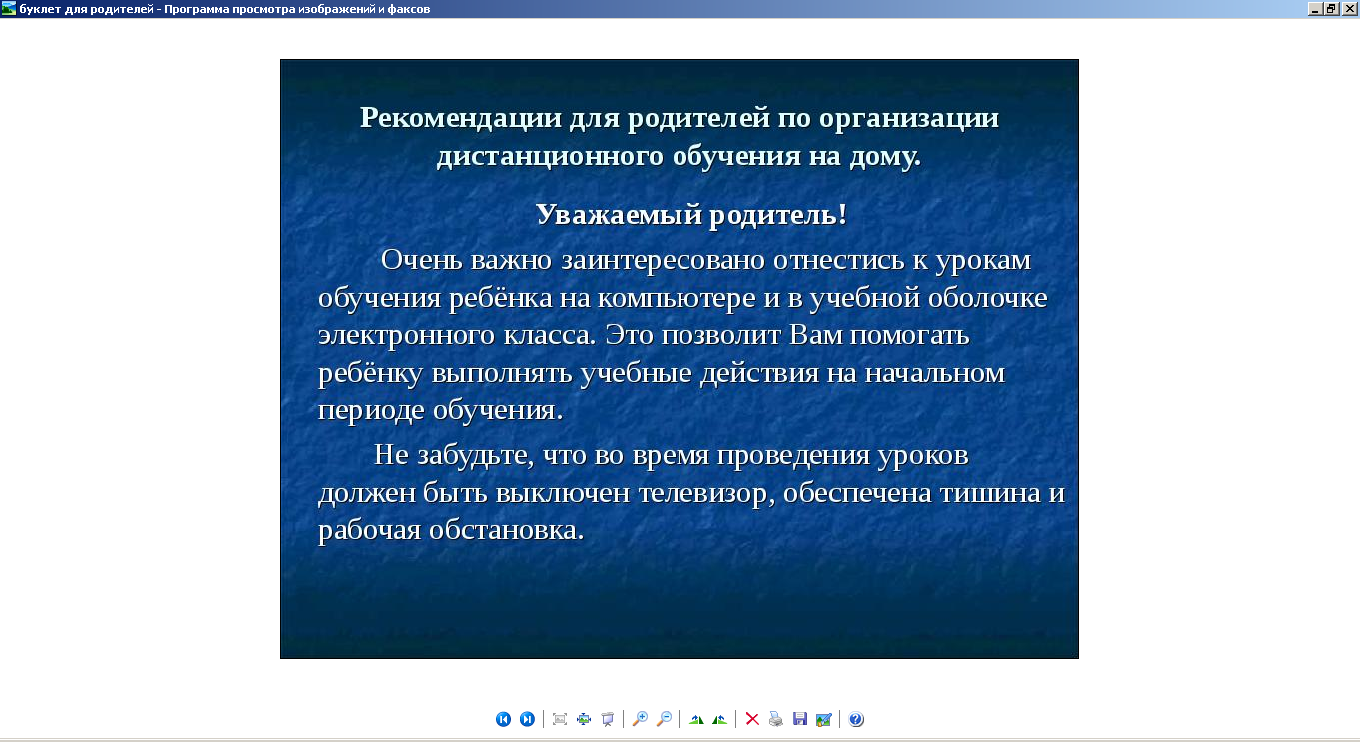 буклет для родителей - Программа просмотра изображений и факсов
Рекомендации для родителей по организации
дистанционного обучения на дому.
Уважаемый родитель!
Очень важно заинтересовано отнестись к урокам
обучения ребёнка на компьютере и в учебной оболочке
электронного класса. Это позволит Вам помогать
ребёнку выполнять учебные действия на начальном
периоде обучения.
Не забудьте, что во время проведения уроков
должен быть выключен телевизор, обеспечена тишина и
рабочая обстановка.